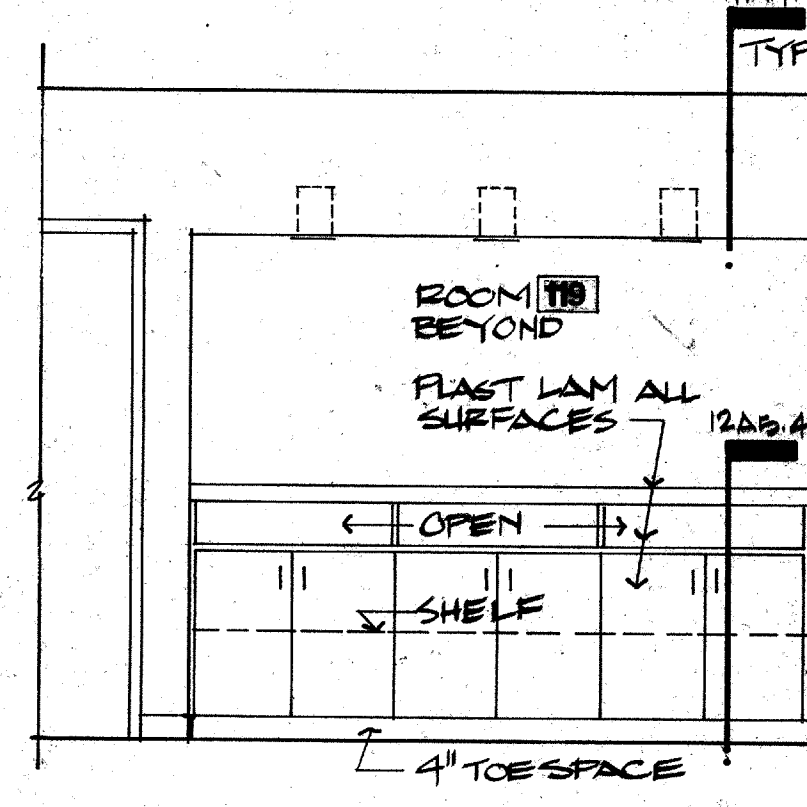 TYP
ROOM 119
BEYOND
PLAST LAM ALL
SURFACES
12A5.4
OPEN
SHELF
4" TOESPACE